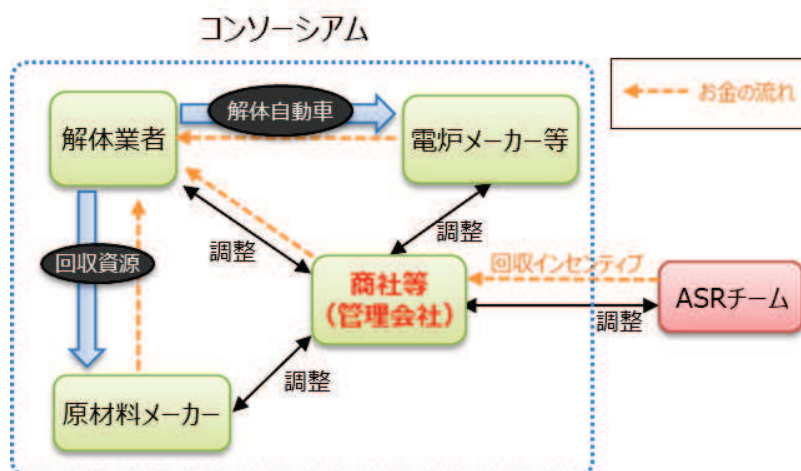 コンソーシアム
お金の流れ
解体業者
解体自動車
電炉メーカー等
調整
調整
回収資源
商社等
(管理会社)
回収インセンティブ
ASRチーム
調整
調整
原材料メーカー